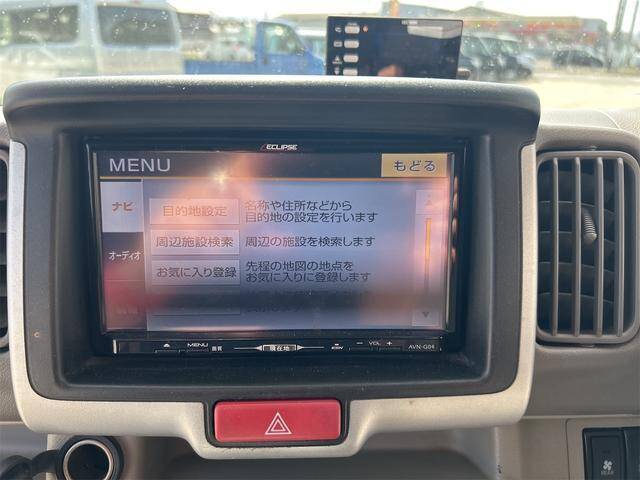 ECLIPSE
MENU
もどる
ナビ
目的地設定
名称や住所などから
目的地の設定を行います
オーディオ
周辺施設検索
周辺の施設を検索します
お気に入り登録
先程の地図の地点を
お気に入りに登録します
MENU
現在地
VOL
AVN-G04
REAR